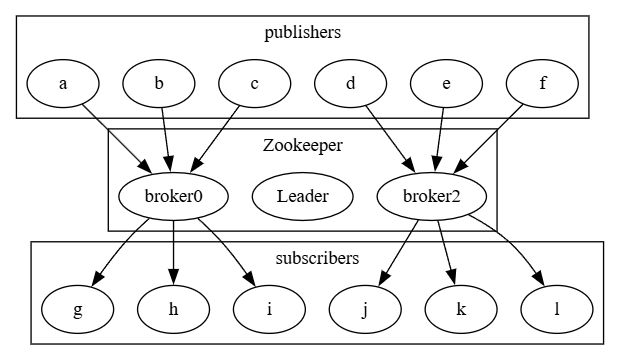 publishers
a b c d e f
Zookeeper
broker0 Leader broker2
subscribers
g h i j k l